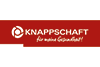 KNAPPSCHAFT
für meine Gesundheit!